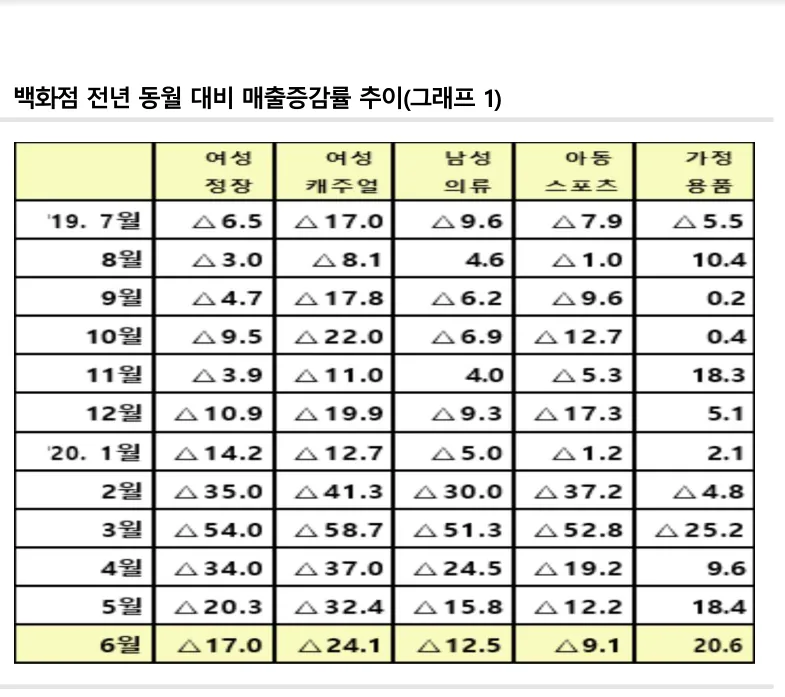 백화점 전년 동월 대비 매출증감률 추이(그래프 1)
여성 정장 여성 캐주얼 남성 의류 아동 스포츠 가정 용품
'19. 7월 △6.5 △17.0 △9.6 △7.9 △5.5
8월 △3.0 △8.1 4.6 △1.0 10.4
9월 △4.7 △17.8 △6.2 △9.6 0.2
10월 △9.5 △22.0 △6.9 △12.7 0.4
11월 △3.9 △11.0 4.0 △5.3 18.3
12월 △10.9 △19.9 △9.3 △17.3 5.1
'20. 1월 △14.2 △12.7 △5.0 △1.2 2.1
2월 △35.0 △41.3 △30.0 △37.2 △4.8
3월 △54.0 △58.7 △51.3 △52.8 △25.2
4월 △34.0 △37.0 △24.5 △19.2 9.6
5월 △20.3 △32.4 △15.8 △12.2 18.4
6월 △17.0 △24.1 △12.5 △9.1 20.6